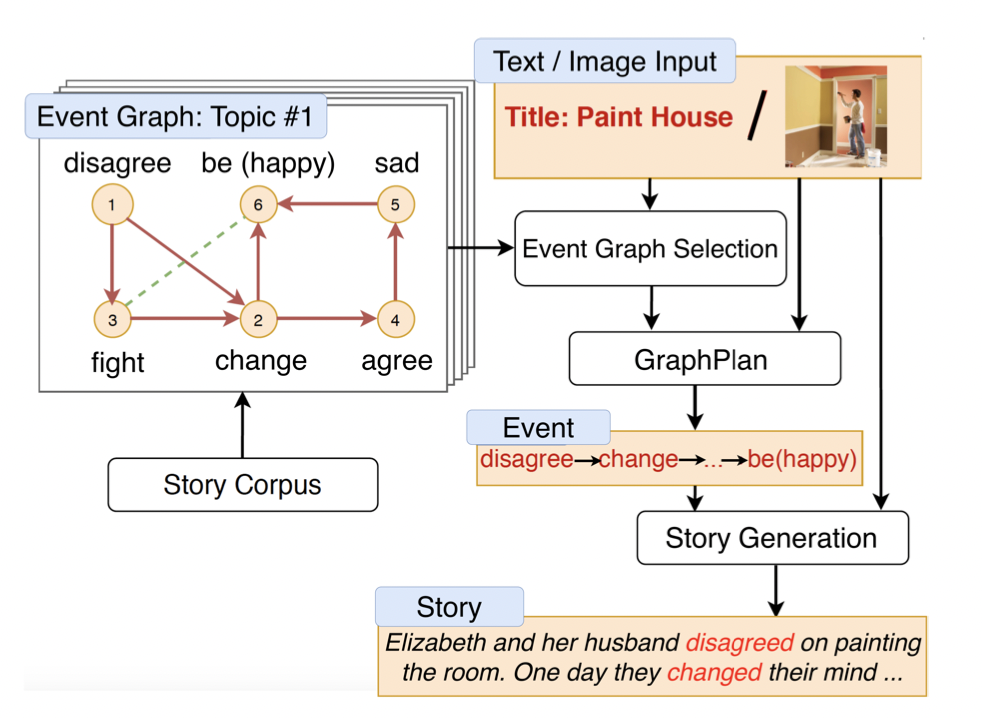 Text / Image Input
Title: Paint House /
Event Graph: Topic #1
disagree be (happy) sad
1 6 5
3 2 4
fight change agree
Event Graph Selection
GraphPlan
Event
disagree→change→...→be(happy)
Story Corpus
Story Generation
Story
Elizabeth and her husband disagreed on painting
the room. One day they changed their mind ...